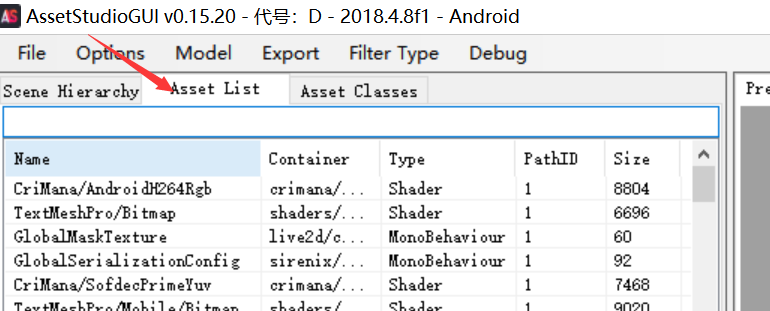 AS AssetStudioGUI v0.15.20 - 代号：D - 2018.4.8f1 - Android
File Options Model Export Filter Type Debug
Scene Hierarchy Asset List Asset Classes Pre
Name Container Type PathID Size
CriMana/AndroidH264Rgb crimana/... Shader 1 8804
TextMeshPro/Bitmap shaders/... Shader 1 6696
GlobalMaskTexture live2d/c... MonoBehaviour 1 60
GlobalSerializationConfig sirenix/... MonoBehaviour 1 92
CriMana/SofdecPrimeYuv crimana/... Shader 1 7468
TextMeshPro/Mobile/Bitmap shaders/ Shader 1 9020